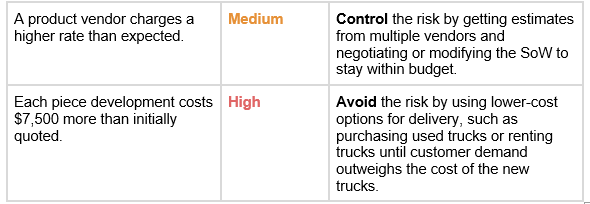 A product vendor charges a
higher rate than expected.
Medium
Control the risk by getting estimates
from multiple vendors and
negotiating or modifying the SoW to
stay within budget.
Each piece development costs
$7,500 more than initially
quoted.
High
Avoid the risk by using lower-cost
options for delivery, such as
purchasing used trucks or renting
trucks until customer demand
outweighs the cost of the new
trucks.